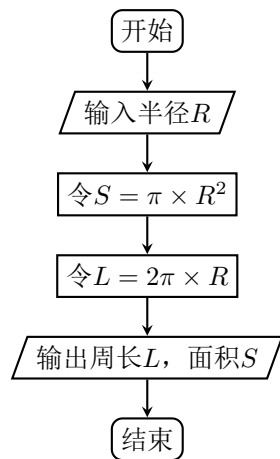 开始
输入半径R
令S = π × R²
令L = 2π × R
输出周长L，面积S
结束